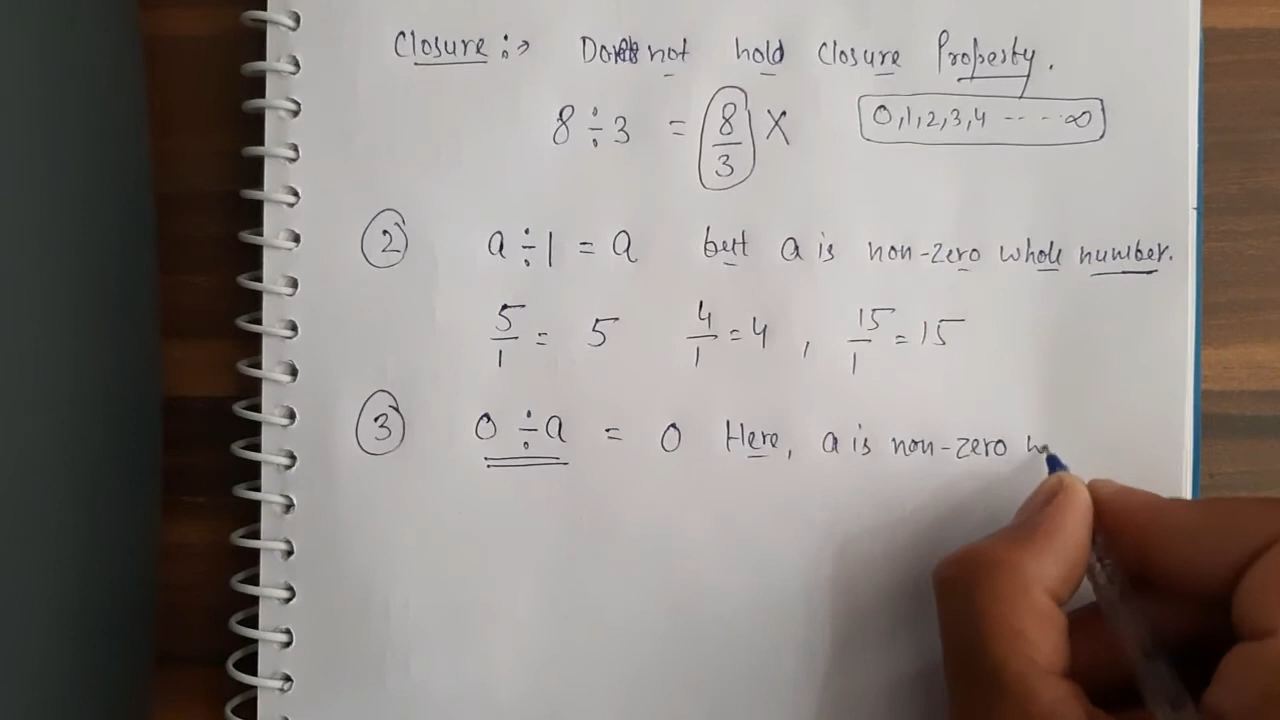 Closure :→ Does not hold Closure Property.
8 ÷ 3 = 8/3 X 0,1,2,3,4 ---- ∞
② a ÷ 1 = a but a is non-zero whole number.
5/1 = 5 4/1 = 4 , 15/1 = 15
③ 0 ÷ a = 0 Here, a is non-zero